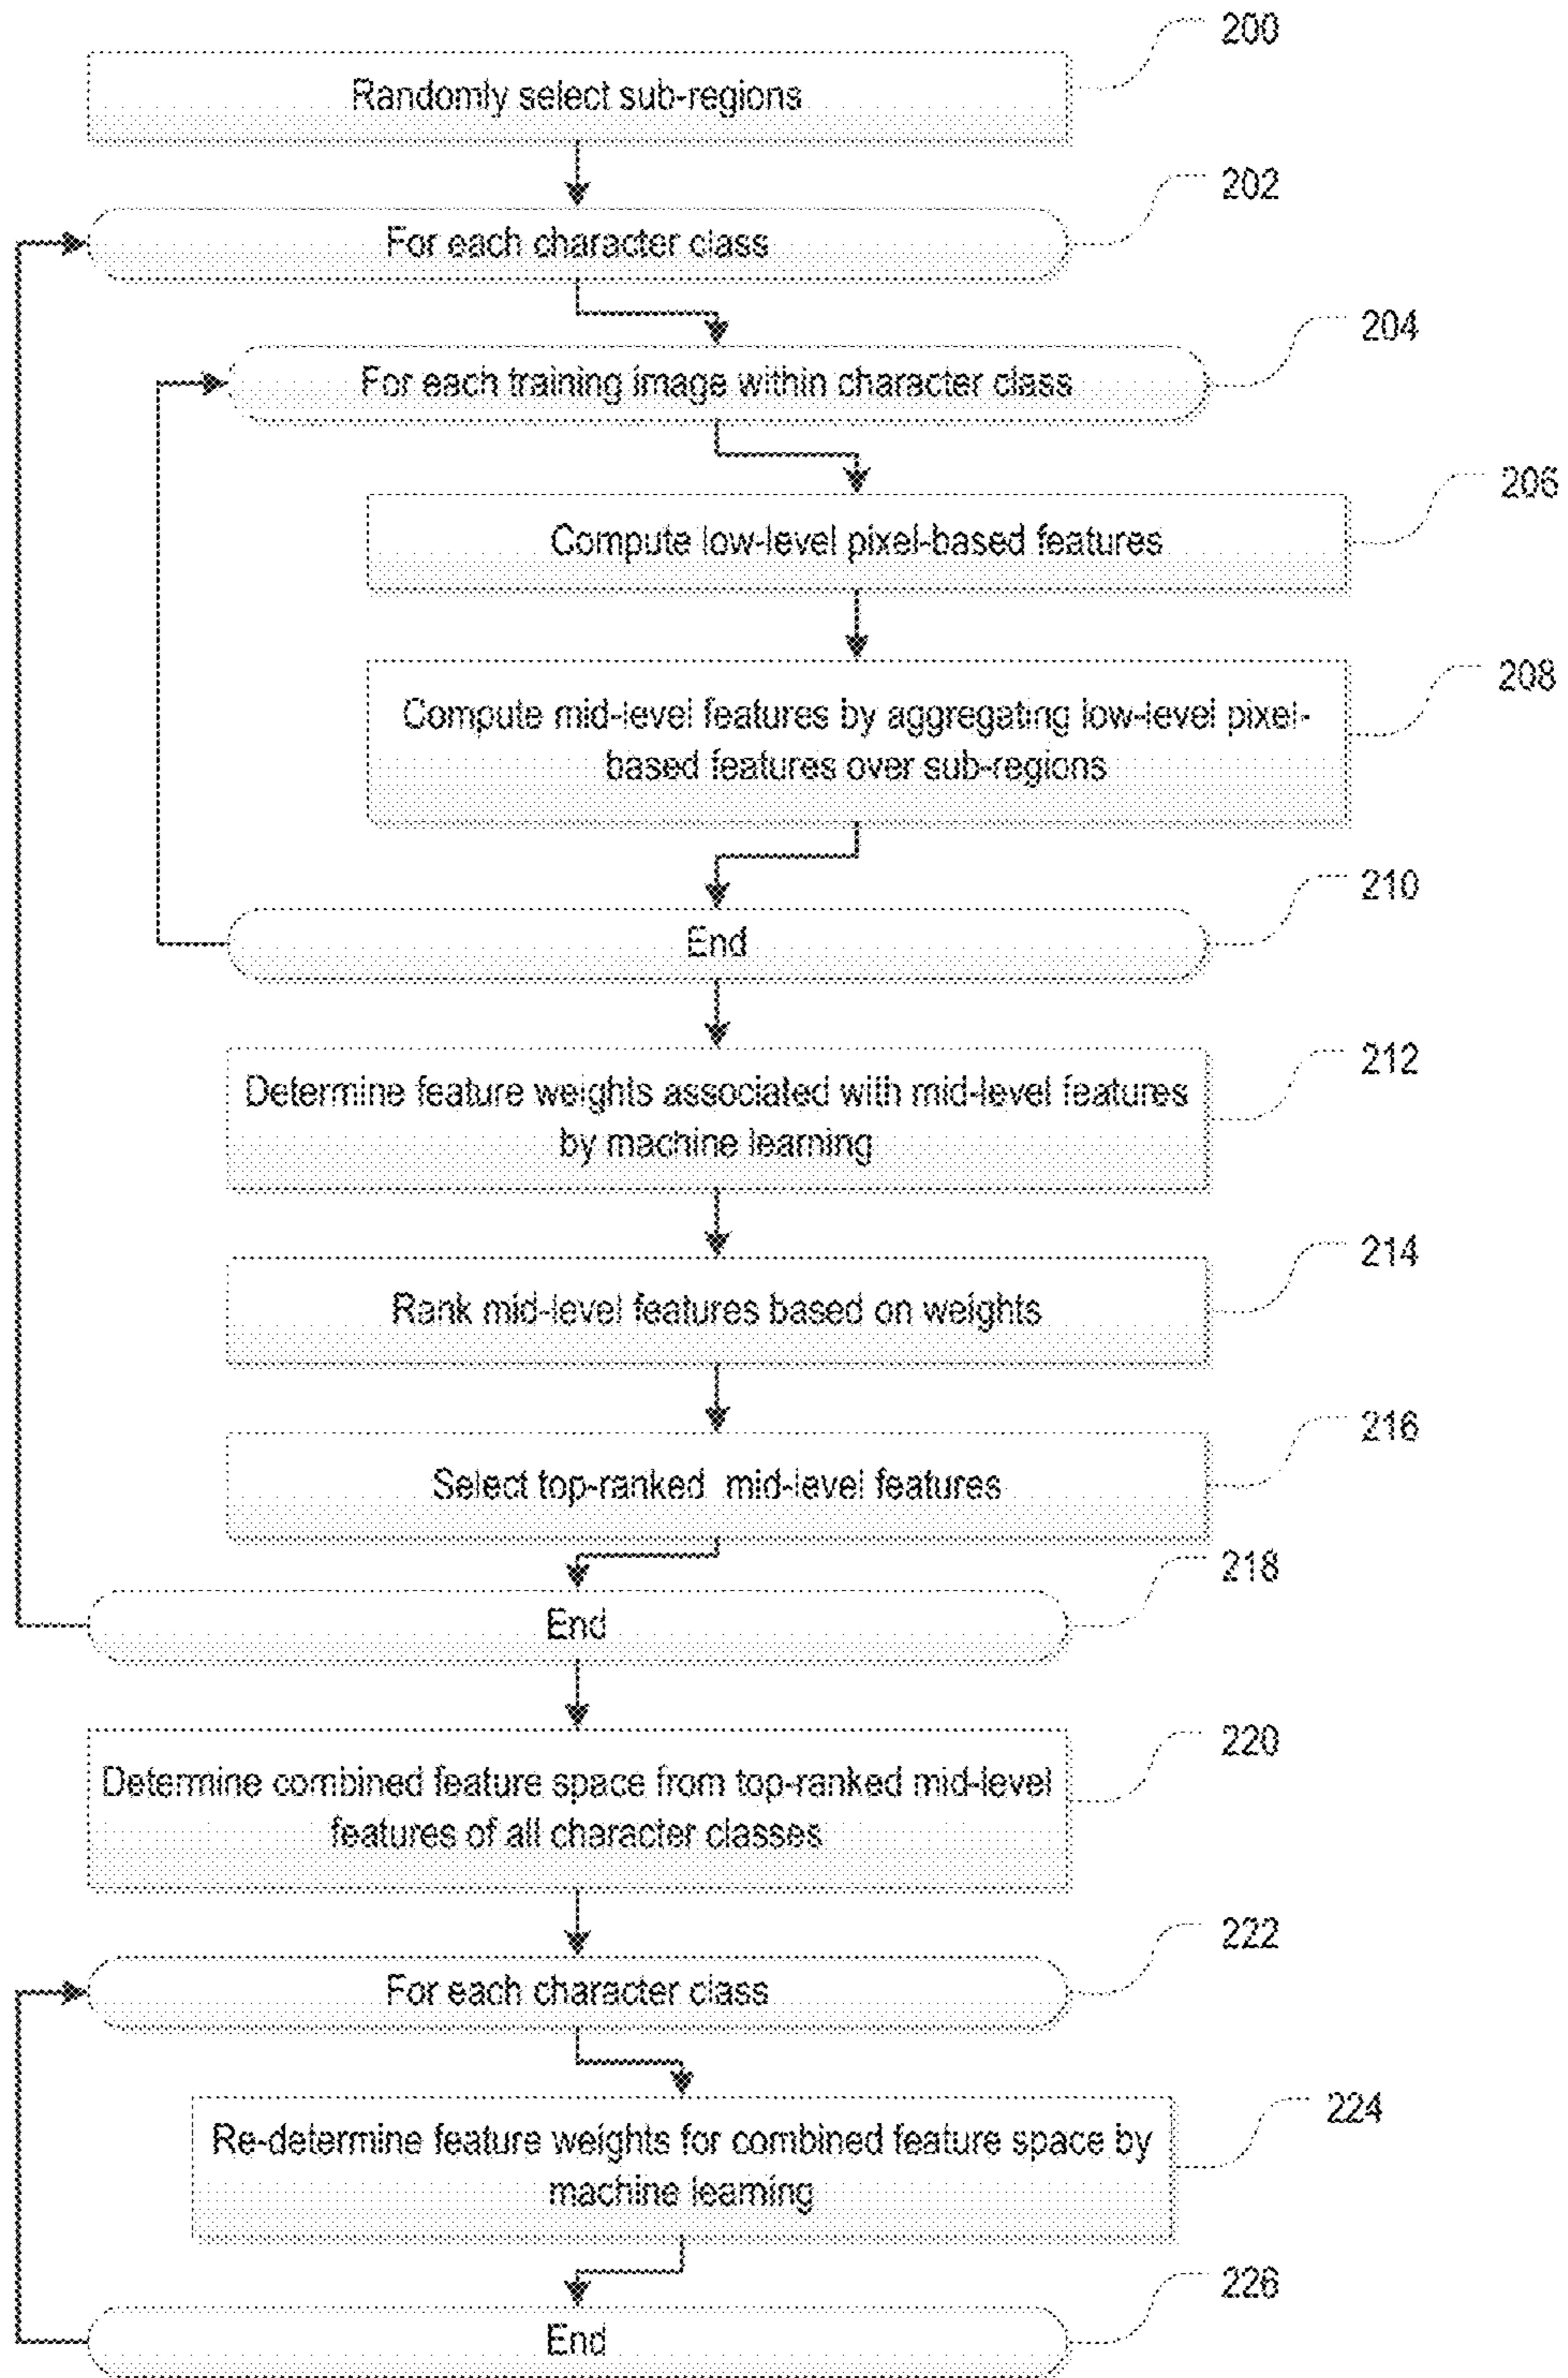 200
Randomly select sub-regions
202
For each character class
204
For each training image within character class
206
Compute low-level pixel-based features
208
Compute mid-level features by aggregating low-level pixel-
based features over sub-regions
210
End
212
Determine feature weights associated with mid-level features
by machine learning
214
Rank mid-level features based on weights
216
Select top-ranked mid-level features
218
End
220
Determine combined feature space from top-ranked mid-level
features of all character classes
222
For each character class
224
Re-determine feature weights for combined feature space by
machine learning
226
End